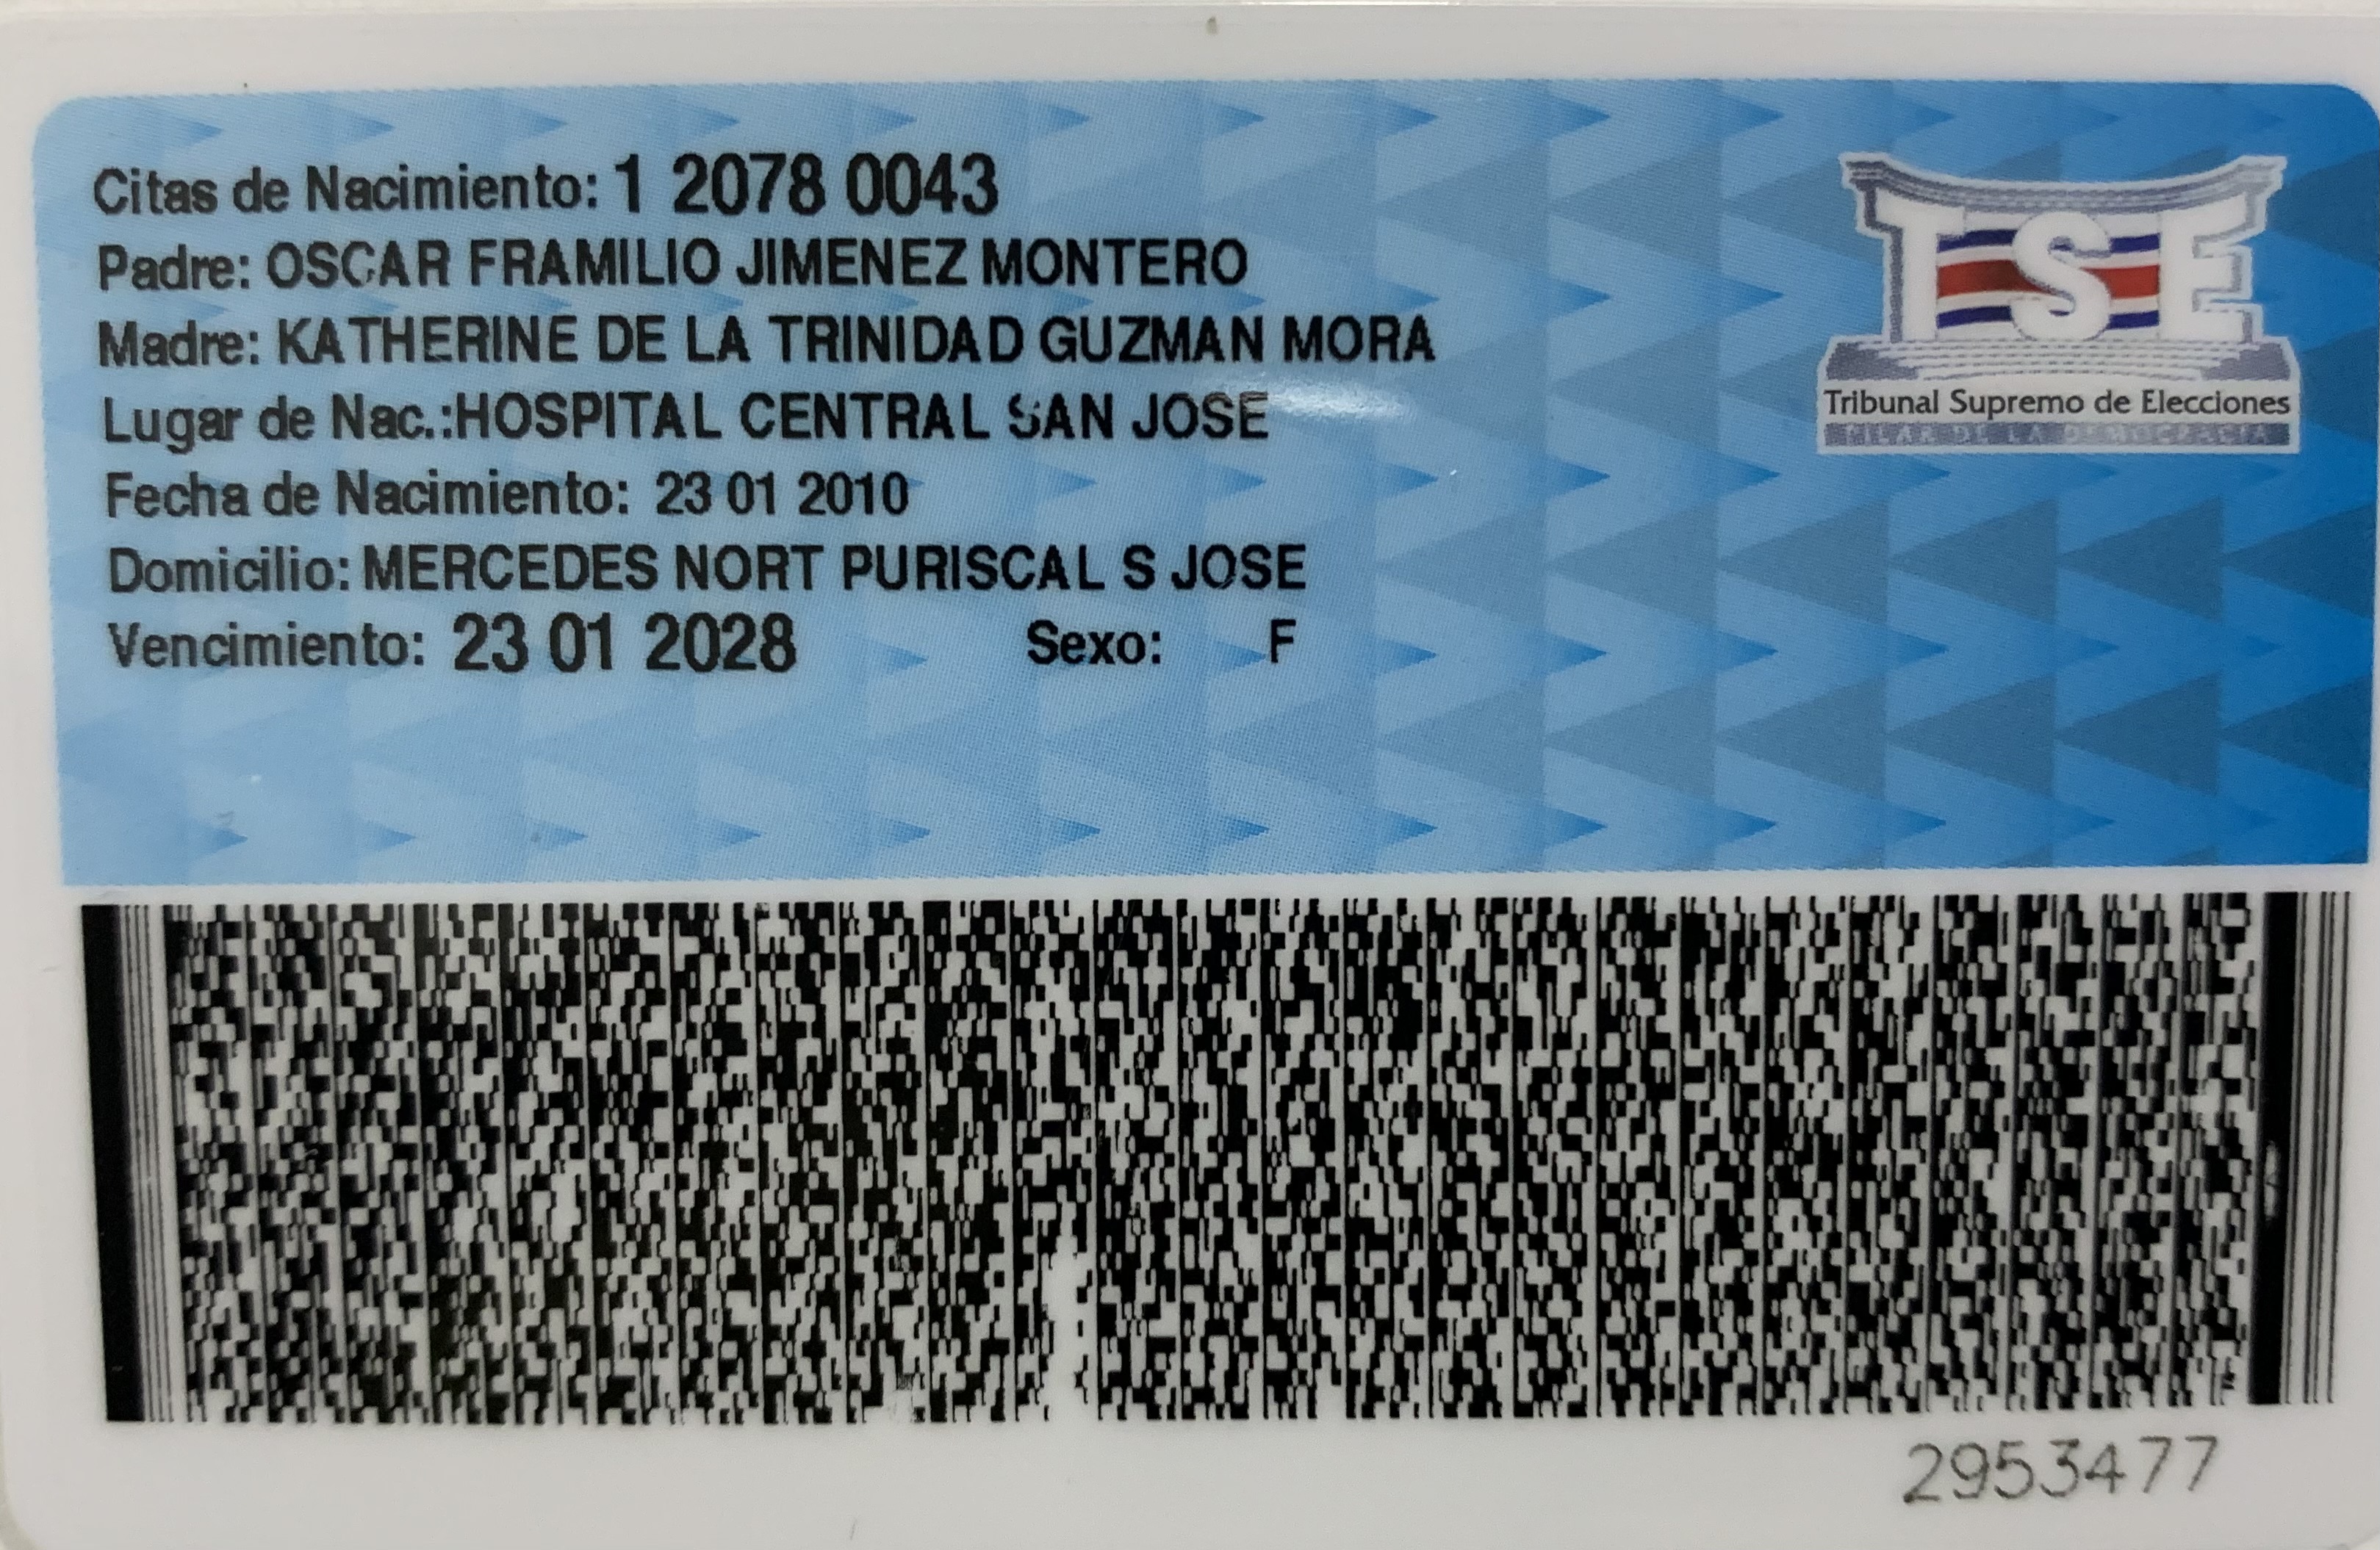 Citas de Nacimiento: 1 2078 0043
Padre: OSCAR FRAMILIO JIMENEZ MONTERO
Madre: KATHERINE DE LA TRINIDAD GUZMAN MORA
Lugar de Nac.:HOSPITAL CENTRAL SAN JOSE
Fecha de Nacimiento: 23 01 2010
Domicilio: MERCEDES NORT PURISCAL S JOSE
Vencimiento: 23 01 2028 Sexo: F
TSE
Tribunal Supremo de Elecciones
PILAR DE LA DEMOCRACIA
2953477